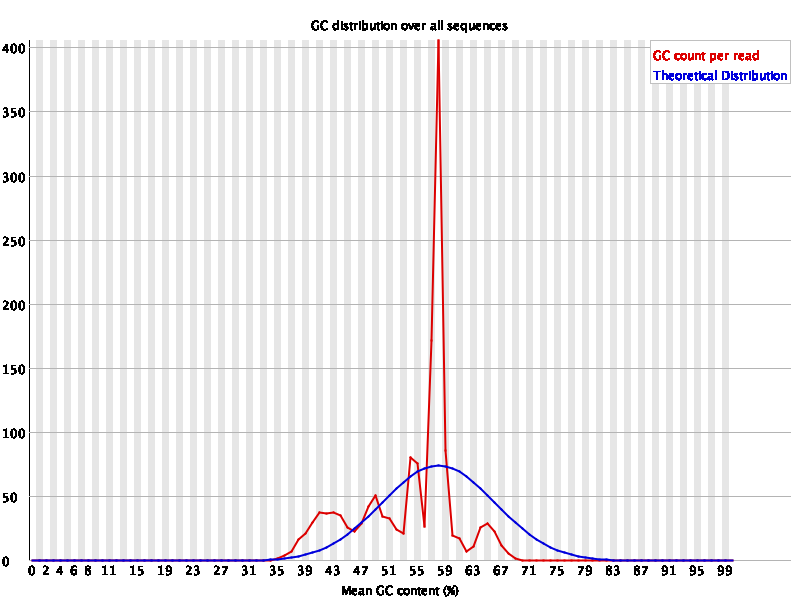 GC distribution over all sequences
GC count per read
Theoretical Distribution
400
350
300
250
200
150
100
50
0
0 2 4 6 8 11 15 19 23 27 31 35 39 43 47 51 55 59 63 67 71 75 79 83 87 91 95 99
Mean GC content (%)